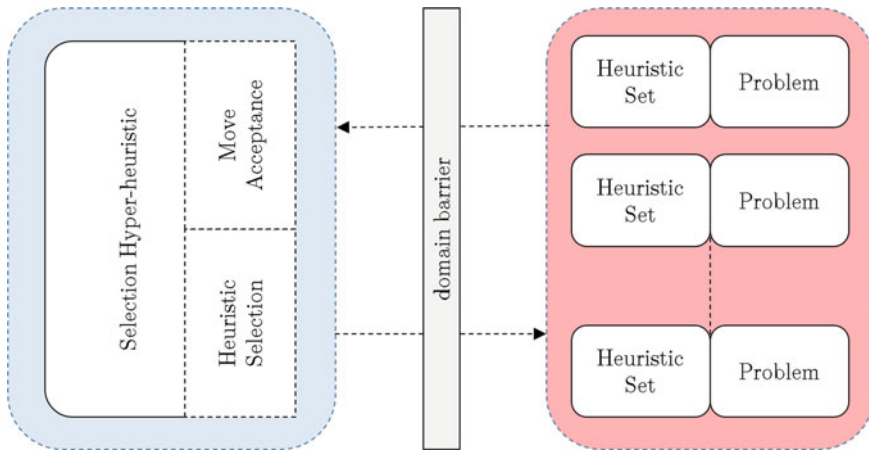 Selection Hyper-heuristic
Move
Acceptance
Heuristic
Selection
domain barrier
Heuristic
Set
Problem
Heuristic
Set
Problem
Heuristic
Set
Problem